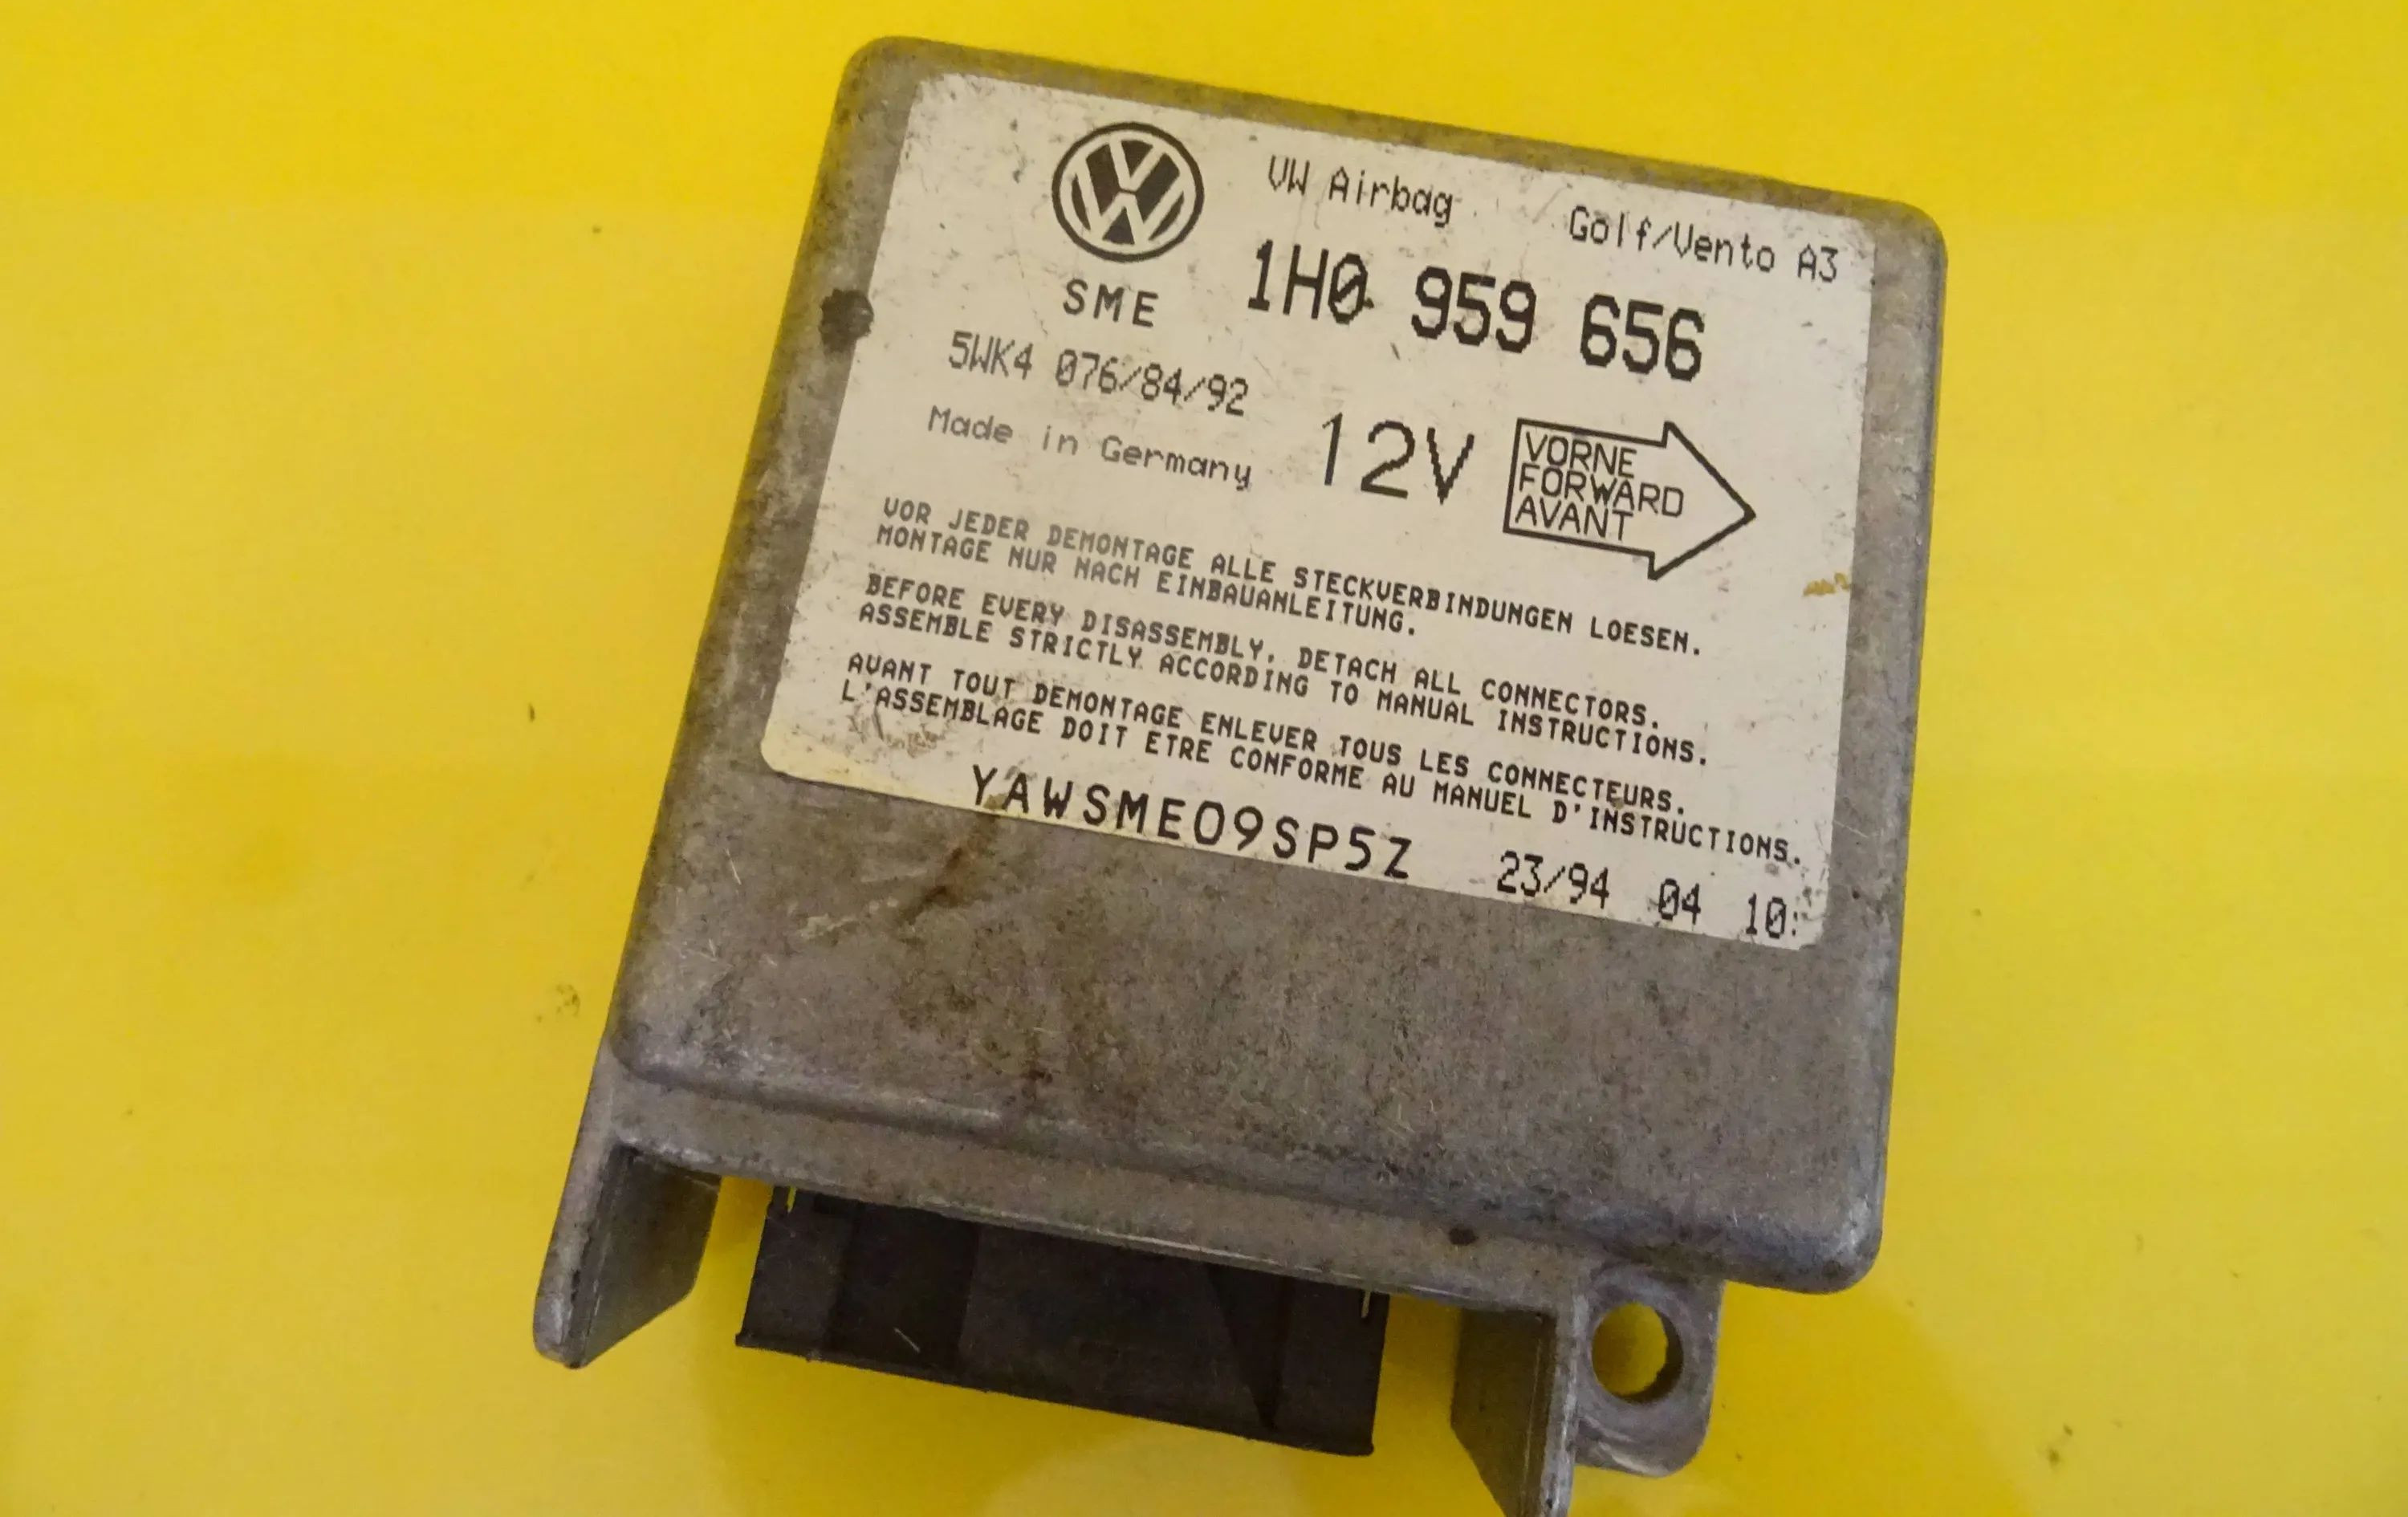 VW Airbag Golf/Vento A3
SME 1H0 959 656
5WK4 076/84/92
Made in Germany 12V
VORNE
FORWARD
AVANT
VOR JEDER DEMONTAGE ALLE STECKVERBINDUNGEN LOESEN.
MONTAGE NUR NACH EINBAUANLEITUNG.
BEFORE EVERY DISASSEMBLY, DETACH ALL CONNECTORS.
ASSEMBLE STRICTLY ACCORDING TO MANUAL INSTRUCTIONS.
AVANT TOUT DEMONTAGE ENLEVER TOUS LES CONNECTEURS.
L'ASSEMBLAGE DOIT ETRE CONFORME AU MANUEL D'INSTRUCTIONS.
YAWSME09SP5Z 23/94 04 10: